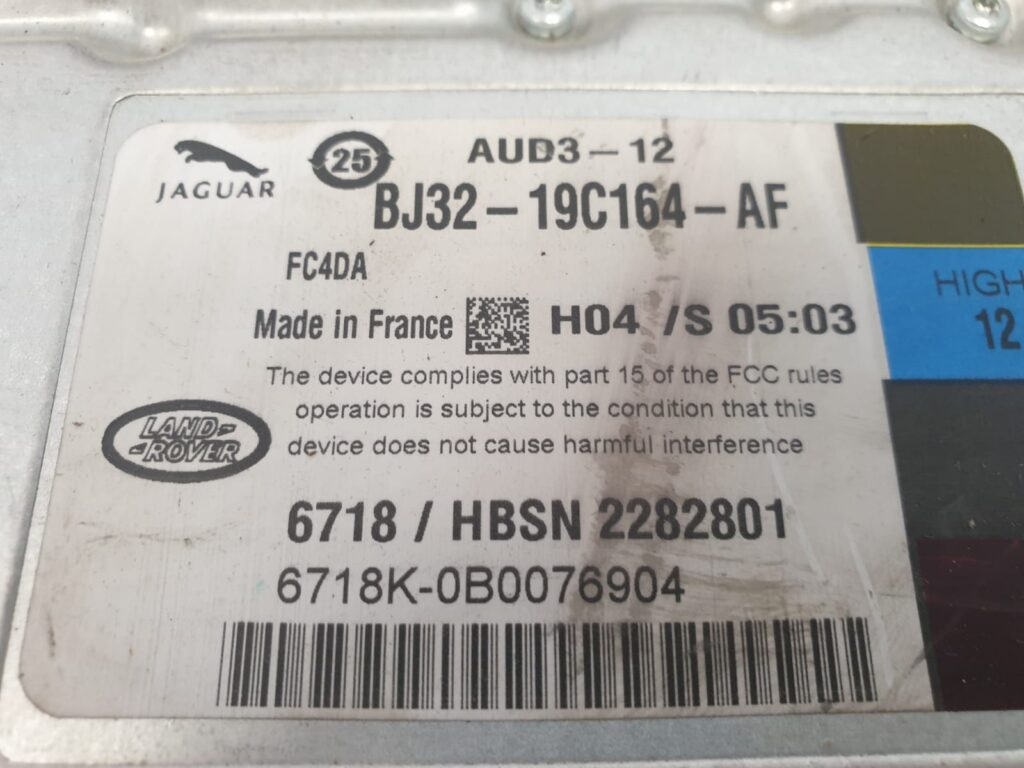 JAGUAR
25
AUD3-12
BJ32-19C164-AF
FC4DA
Made in France
H04 /S 05:03
HIGH
12
The device complies with part 15 of the FCC rules
operation is subject to the condition that this
device does not cause harmful interference
LAND-
-ROVER
6718 / HBSN 2282801
6718K-0B0076904